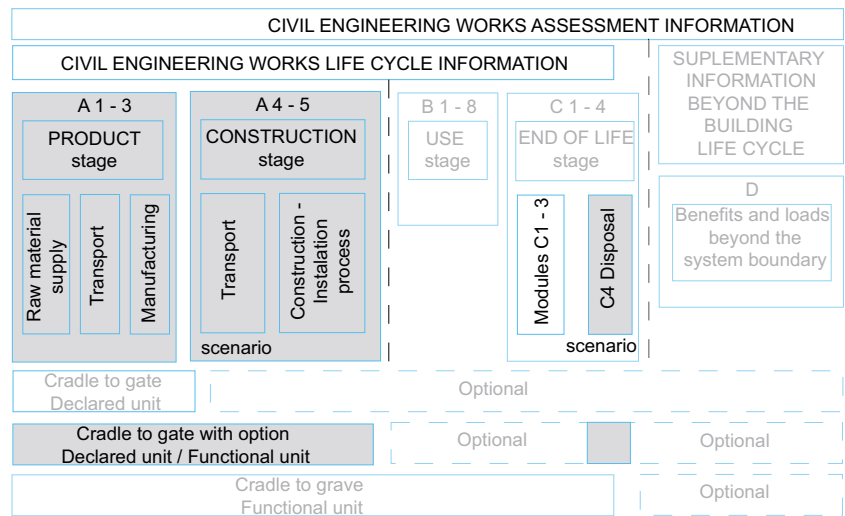 CIVIL ENGINEERING WORKS ASSESSMENT INFORMATION
CIVIL ENGINEERING WORKS LIFE CYCLE INFORMATION
SUPLEMENTARY
INFORMATION
BEYOND THE
BUILDING
LIFE CYCLE
A 1 - 3
PRODUCT
stage
Raw material
supply
Transport
Manufacturing
A 4 - 5
CONSTRUCTION
stage
Transport
Construction -
Instalation
process
scenario
B 1 - 8
USE
stage
C 1 - 4
END OF LIFE
stage
Modules C1 - 3
C4 Disposal
scenario
D
Benefits and loads
beyond the
system boundary
Cradle to gate
Declared unit
Optional
Cradle to gate with option
Declared unit / Functional unit
Optional
Optional
Cradle to grave
Functional unit
Optional